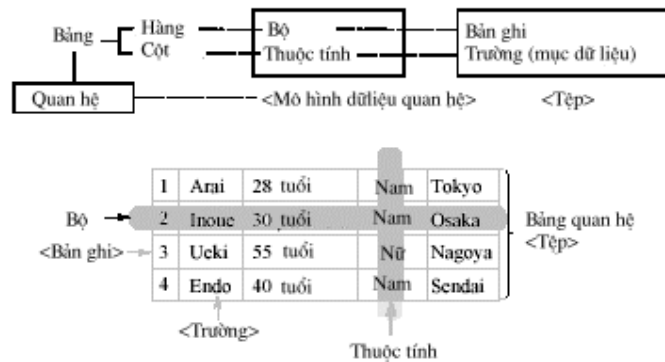 Bảng Hàng Bộ Bản ghi
Cột Thuộc tính Trường (mục dữ liệu)
Quan hệ <Mô hình dữliệu quan hệ> <Tệp>
1 Arai 28 tuổi Nam Tokyo
Bộ 2 Inoue 30 tuổi Nam Osaka Bảng quan hệ
<Bản ghi> 3 Ueki 55 tuổi Nữ Nagoya <Tệp>
4 Endo 40 tuổi Nam Sendai
<Trường>
Thuộc tính